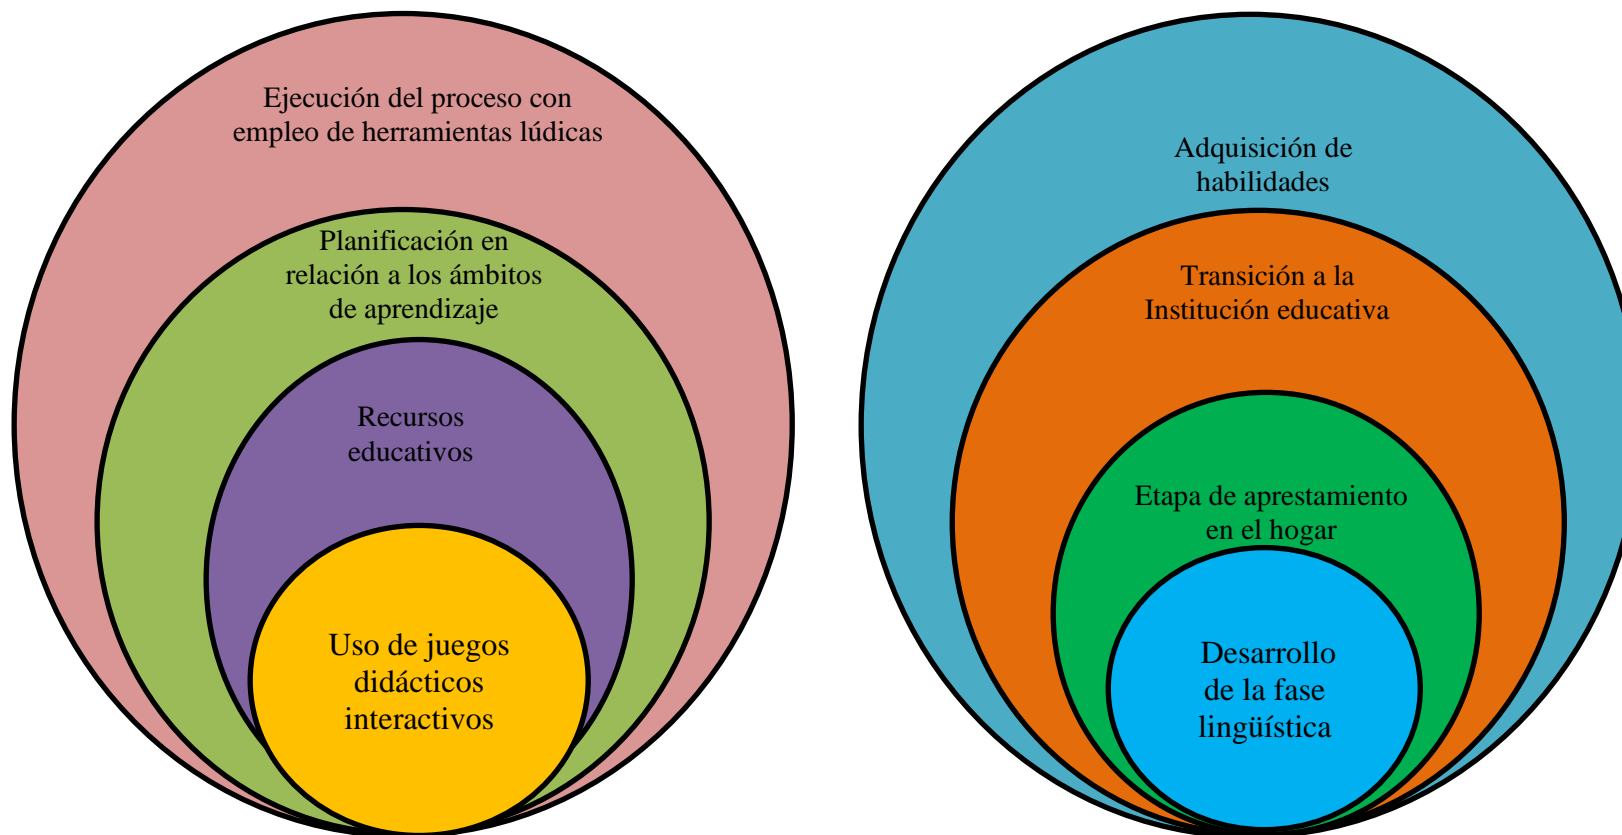 Ejecución del proceso con
empleo de herramientas lúdicas
Planificación en
relación a los ámbitos
de aprendizaje
Recursos
educativos
Uso de juegos
didácticos
interactivos
Adquisición de
habilidades
Transición a la
Institución educativa
Etapa de aprestamiento
en el hogar
Desarrollo
de la fase
lingüística